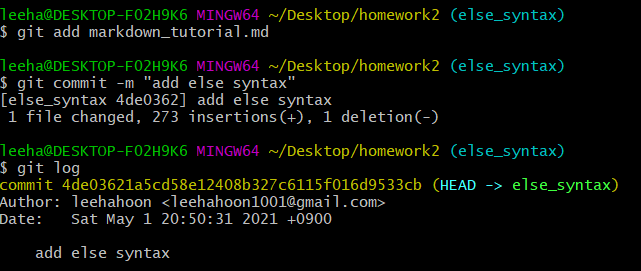 leeha@DESKTOP-F02H9K6 MINGW64 ~/Desktop/homework2 (else_syntax)
$ git add markdown_tutorial.md
leeha@DESKTOP-F02H9K6 MINGW64 ~/Desktop/homework2 (else_syntax)
$ git commit -m "add else syntax"
[else_syntax 4de0362] add else syntax
 1 file changed, 273 insertions(+), 1 deletion(-)
leeha@DESKTOP-F02H9K6 MINGW64 ~/Desktop/homework2 (else_syntax)
$ git log
commit 4de03621a5cd58e12408b327c6115f016d9533cb (HEAD -> else_syntax)
Author: leehahoon <leehahoon1001@gmail.com>
Date:   Sat May 1 20:50:31 2021 +0900
    add else syntax